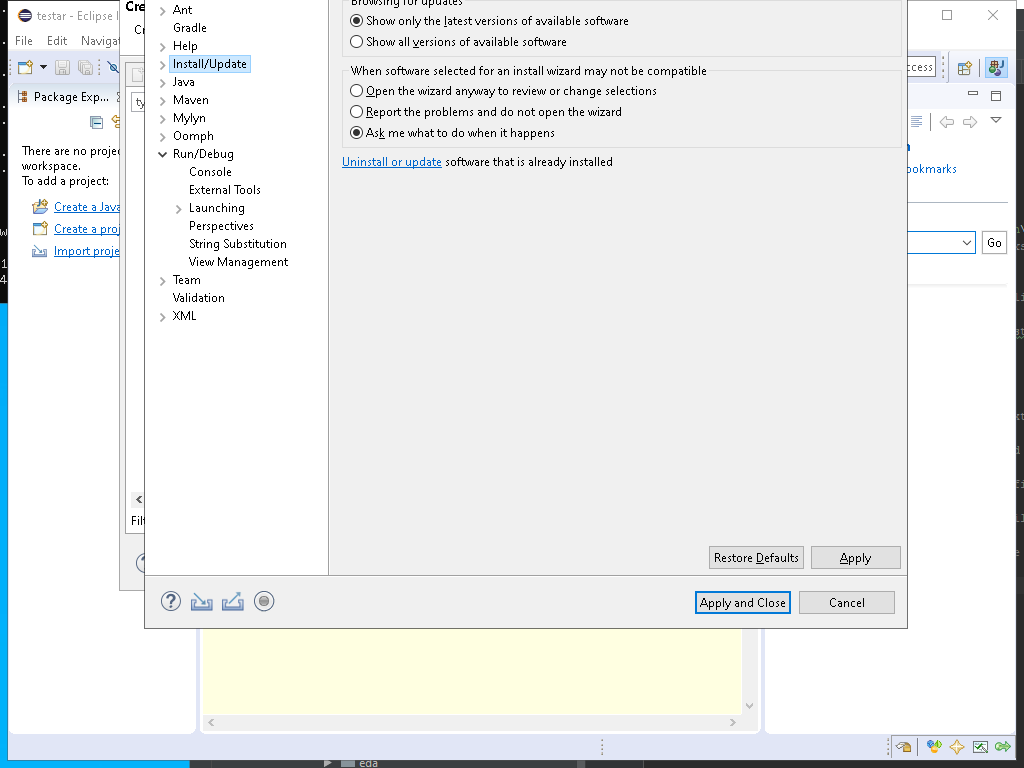 testar - Eclipse I
File Edit Navigat
Package Exp...
There are no projec
workspace.
To add a project:
Create a Java
Create a proj
Import proje
Cre
Cr
ty
Filt
Ant
Gradle
Help
Install/Update
Java
Maven
Mylyn
Oomph
Run/Debug
Console
External Tools
Launching
Perspectives
String Substitution
View Management
Team
Validation
XML
Browsing for updates
Show only the latest versions of available software
Show all versions of available software
When software selected for an install wizard may not be compatible
Open the wizard anyway to review or change selections
Report the problems and do not open the wizard
Ask me what to do when it happens
Uninstall or update software that is already installed
Restore Defaults Apply
Apply and Close Cancel
ccess
ookmarks
Go
eda